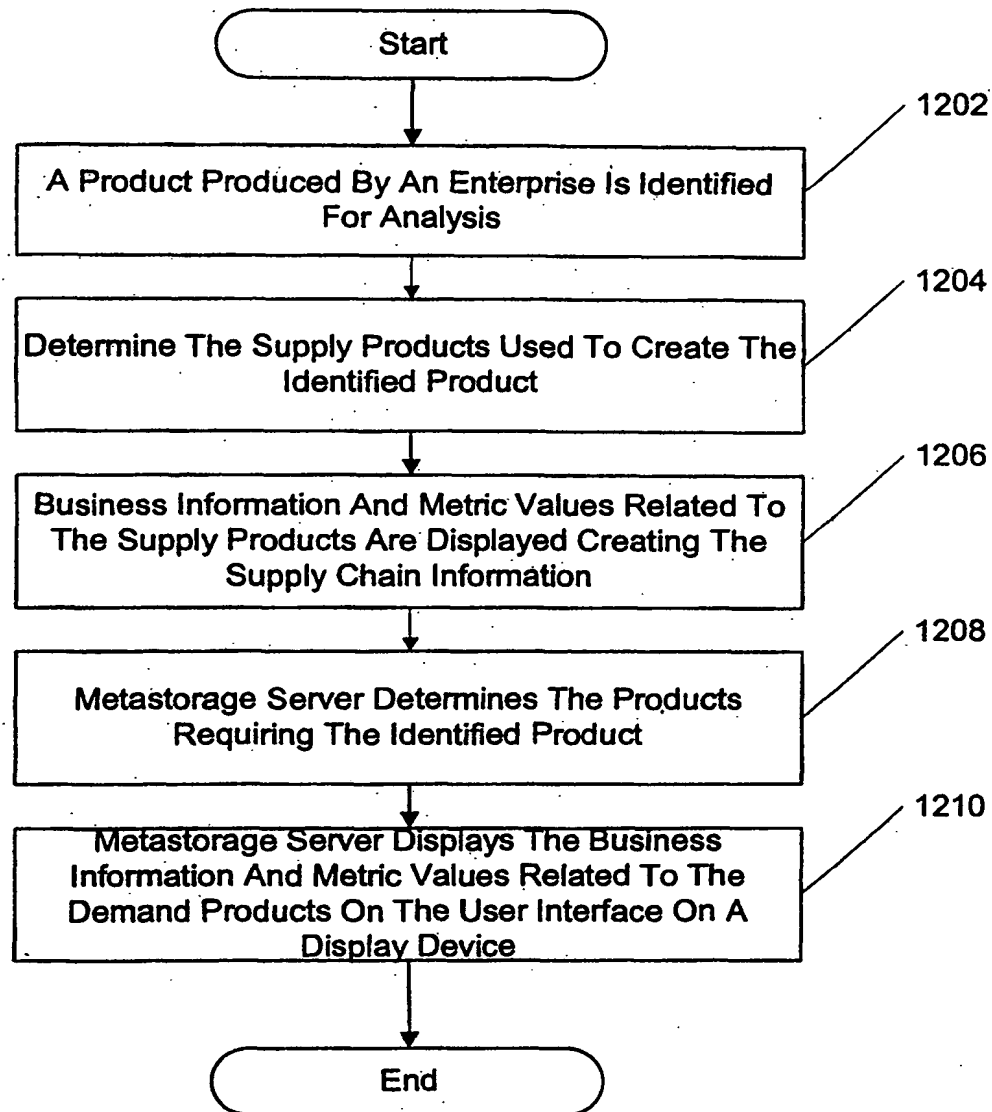 Start
1202
A Product Produced By An Enterprise Is Identified
For Analysis
1204
Determine The Supply Products Used To Create The
Identified Product
1206
Business Information And Metric Values Related To
The Supply Products Are Displayed Creating The
Supply Chain Information
1208
Metastorage Server Determines The Products
Requiring The Identified Product
1210
Metastorage Server Displays The Business
Information And Metric Values Related To The
Demand Products On The User Interface On A
Display Device
End